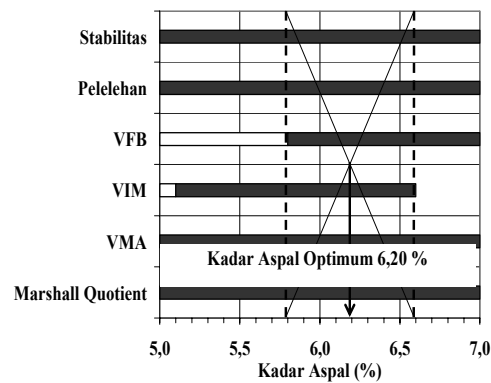 Stabilitas
Pelelehan
VFB
VIM
VMA
Kadar Aspal Optimum 6,20 %
Marshall Quotient
5,0 5,5 6,0 6,5 7,0
Kadar Aspal (%)